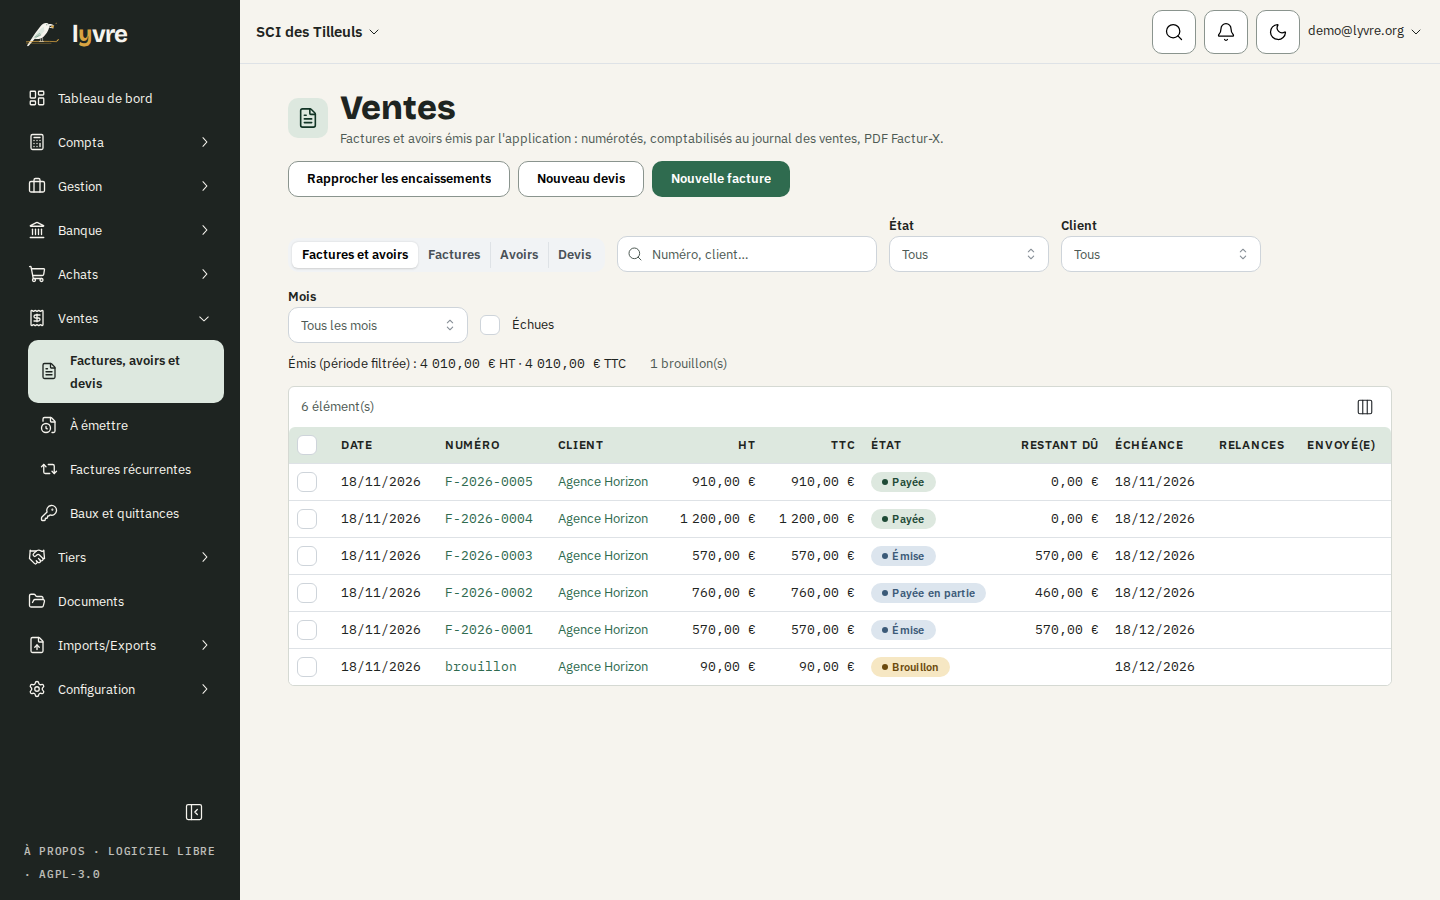 lyvre
SCI des Tilleuls
demo@lyvre.org
Tableau de bord
Compta
Gestion
Banque
Achats
Ventes
Factures, avoirs et
devis
À émettre
Factures récurrentes
Baux et quittances
Tiers
Documents
Imports/Exports
Configuration
À PROPOS · LOGICIEL LIBRE
· AGPL-3.0
Ventes
Factures et avoirs émis par l'application : numérotés, comptabilisés au journal des ventes, PDF Factur-X.
Rapprocher les encaissements Nouveau devis Nouvelle facture
État Client
Factures et avoirs Factures Avoirs Devis Numéro, client... Tous Tous
Mois
Tous les mois Échues
Émis (période filtrée) : 4 010,00 € HT · 4 010,00 € TTC 1 brouillon(s)
6 élément(s)
DATE NUMÉRO CLIENT HT TTC ÉTAT RESTANT DÛ ÉCHÉANCE RELANCES ENVOYÉ(E)
18/11/2026 F-2026-0005 Agence Horizon 910,00 € 910,00 € Payée 0,00 € 18/11/2026
18/11/2026 F-2026-0004 Agence Horizon 1 200,00 € 1 200,00 € Payée 0,00 € 18/12/2026
18/11/2026 F-2026-0003 Agence Horizon 570,00 € 570,00 € Émise 570,00 € 18/12/2026
18/11/2026 F-2026-0002 Agence Horizon 760,00 € 760,00 € Payée en partie 460,00 € 18/12/2026
18/11/2026 F-2026-0001 Agence Horizon 570,00 € 570,00 € Émise 570,00 € 18/12/2026
18/11/2026 brouillon Agence Horizon 90,00 € 90,00 € Brouillon 18/12/2026